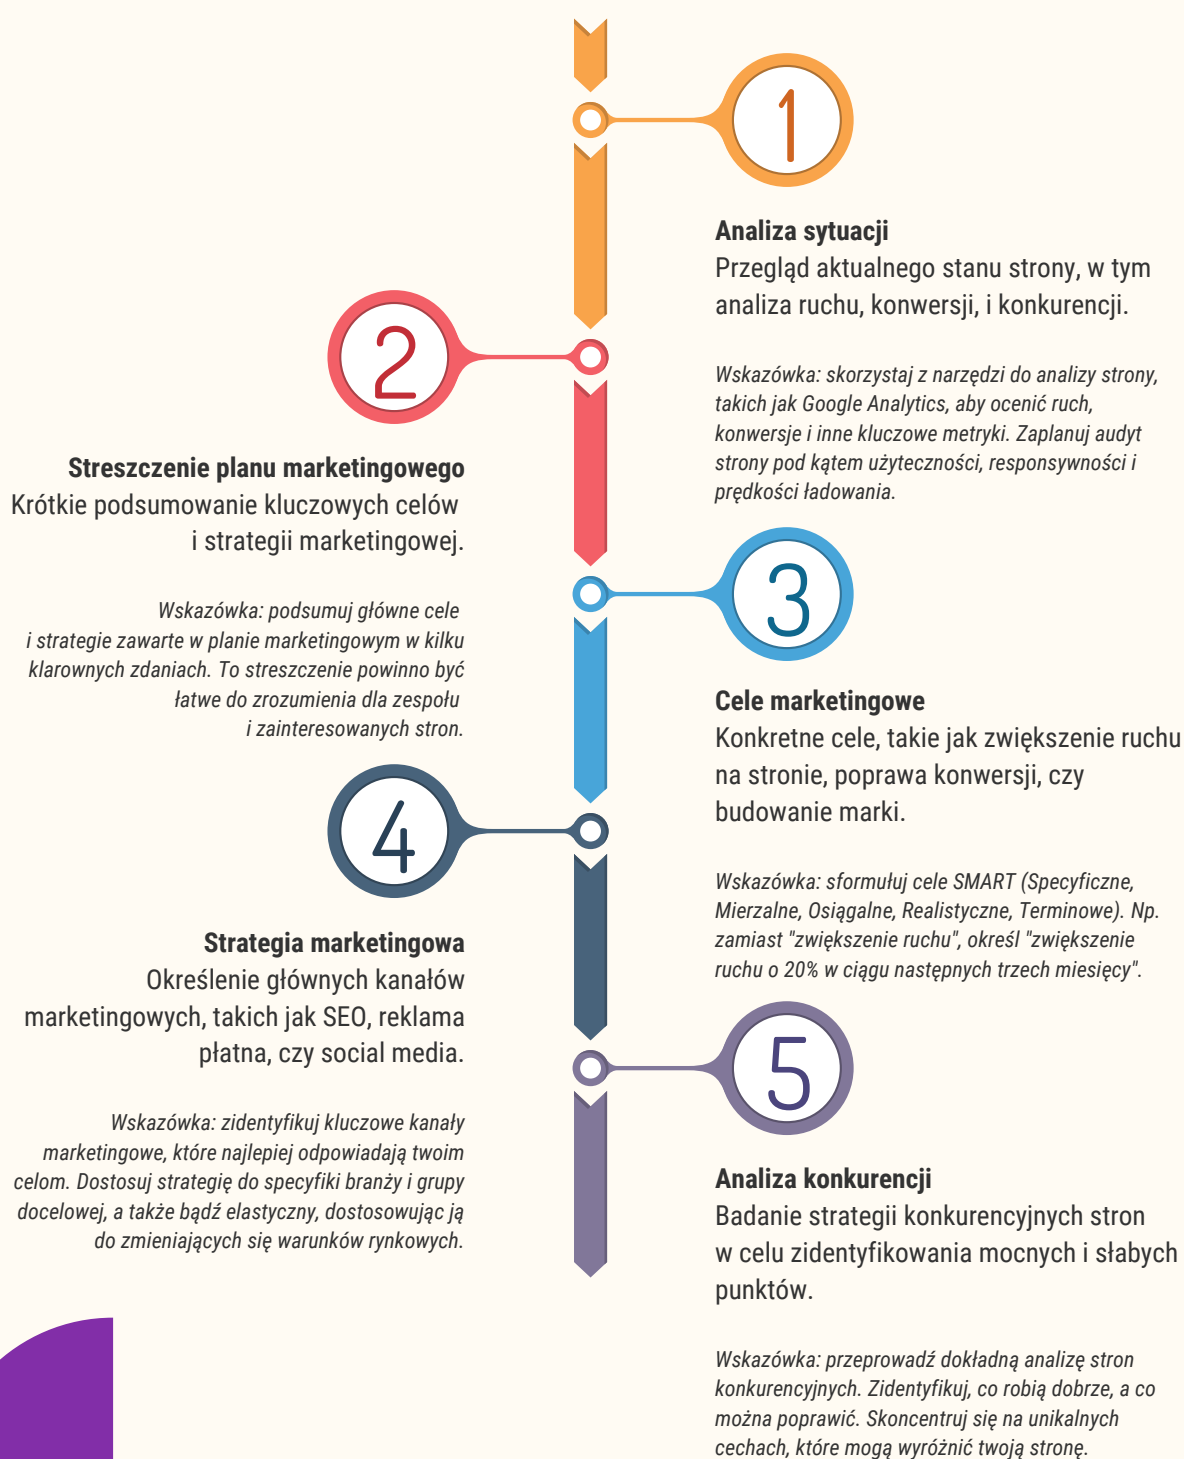 1
Analiza sytuacji
Przegląd aktualnego stanu strony, w tym
analiza ruchu, konwersji, i konkurencji.
Wskazówka: skorzystaj z narzędzi do analizy strony,
takich jak Google Analytics, aby ocenić ruch,
konwersje i inne kluczowe metryki. Zaplanuj audyt
strony pod kątem użyteczności, responsywności i
prędkości ładowania.
2
Streszczenie planu marketingowego
Krótkie podsumowanie kluczowych celów
i strategii marketingowej.
Wskazówka: podsumuj główne cele
i strategie zawarte w planie marketingowym w kilku
klarownych zdaniach. To streszczenie powinno być
łatwe do zrozumienia dla zespołu
i zainteresowanych stron.
3
Cele marketingowe
Konkretne cele, takie jak zwiększenie ruchu
na stronie, poprawa konwersji, czy
budowanie marki.
Wskazówka: sformułuj cele SMART (Specyficzne,
Mierzalne, Osiągalne, Realistyczne, Terminowe). Np.
zamiast "zwiększenie ruchu", określ "zwiększenie
ruchu o 20% w ciągu następnych trzech miesięcy".
4
Strategia marketingowa
Określenie głównych kanałów
marketingowych, takich jak SEO, reklama
płatna, czy social media.
Wskazówka: zidentyfikuj kluczowe kanały
marketingowe, które najlepiej odpowiadają twoim
celom. Dostosuj strategię do specyfiki branży i grupy
docelowej, a także bądź elastyczny, dostosowując ją
do zmieniających się warunków rynkowych.
5
Analiza konkurencji
Badanie strategii konkurencyjnych stron
w celu zidentyfikowania mocnych i słabych
punktów.
Wskazówka: przeprowadź dokładną analizę stron
konkurencyjnych. Zidentyfikuj, co robią dobrze, a co
można poprawić. Skoncentruj się na unikalnych
cechach, które mogą wyróżnić twoją stronę.